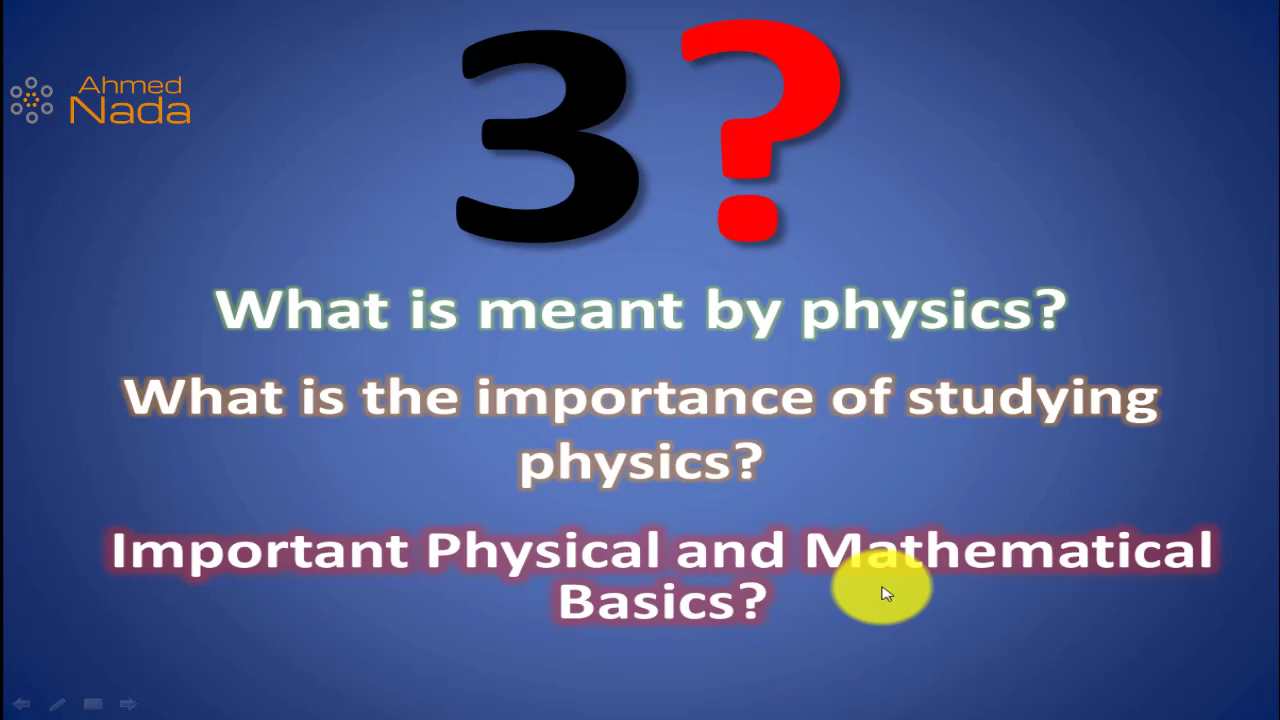 3?
Ahmed
Nada
What is meant by physics?
What is the importance of studying
physics?
Important Physical and Mathematical
Basics?